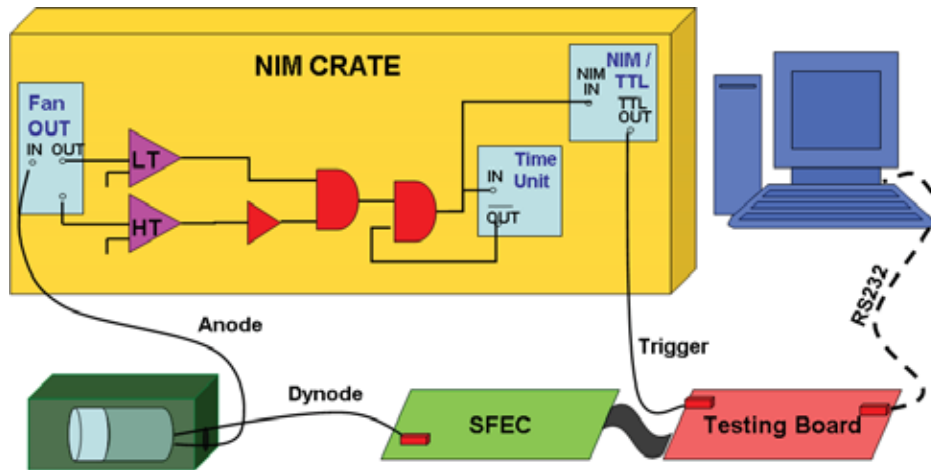 NIM CRATE
Fan
OUT
IN OUT
LT
HT
NIM /
TTL
NIM
IN
TTL
OUT
Time
Unit
IN
OUT
Anode
Dynode
Trigger
RS232
SFEC
Testing Board